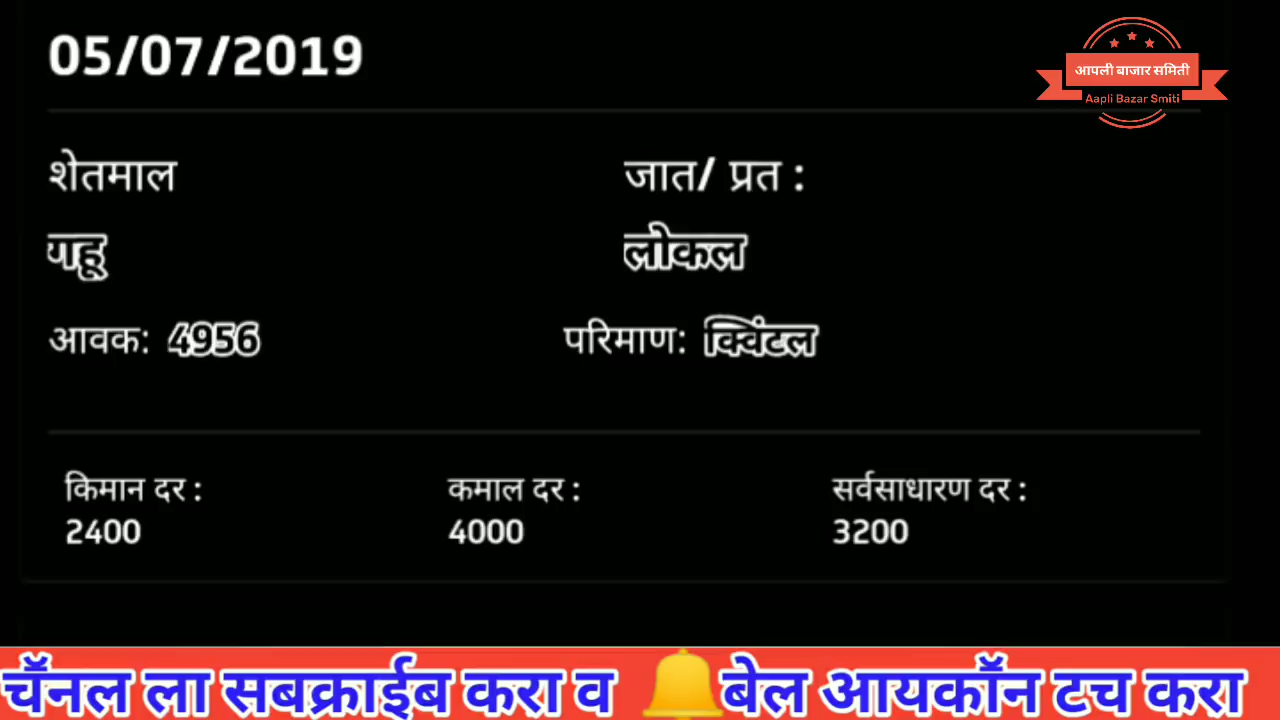 05/07/2019
आपली बाजार समिती
Aapli Bazar Smiti
शेतमाल जात/ प्रत :
गहू लोकल
आवक: 4956 परिमाण: क्विंटल
किमान दर : कमाल दर : सर्वसाधारण दर :
2400 4000 3200
चॅनल ला सबक्राईब करा व 🔔बेल आयकॉन टच करा